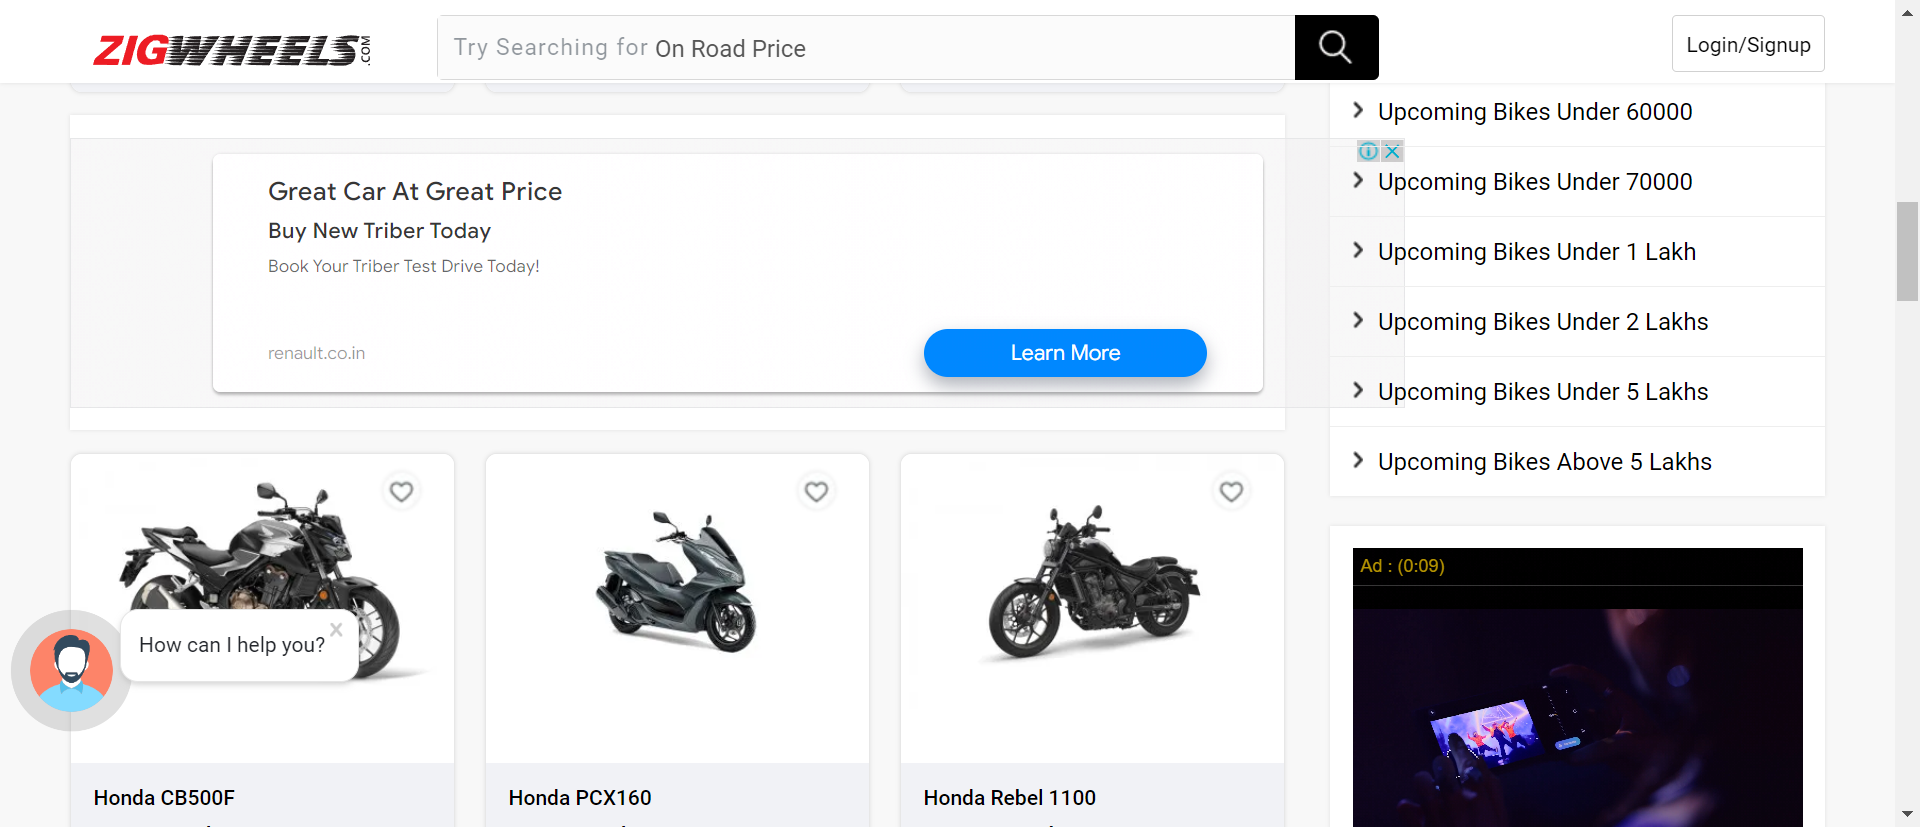 ZIGWHEELS.COM
Try Searching for On Road Price
Login/Signup
Great Car At Great Price
Buy New Triber Today
Book Your Triber Test Drive Today!
renault.co.in
Learn More
Upcoming Bikes Under 60000
Upcoming Bikes Under 70000
Upcoming Bikes Under 1 Lakh
Upcoming Bikes Under 2 Lakhs
Upcoming Bikes Under 5 Lakhs
Upcoming Bikes Above 5 Lakhs
How can I help you?
Honda CB500F
Honda PCX160
Honda Rebel 1100
Ad : (0:09)